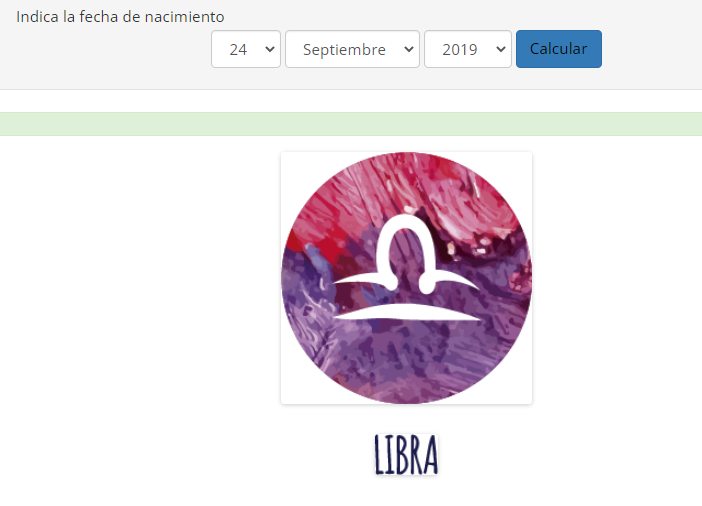 Indica la fecha de nacimiento
24 Septiembre 2019 Calcular
LIBRA